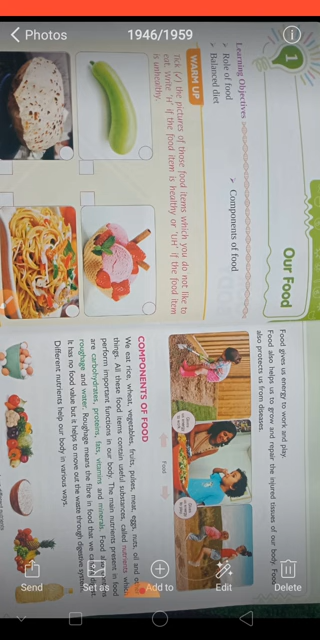 Photos
1946/1959
1
Our Food
Learning Objectives
➢ Role of food
➢ Components of food
➢ Balanced diet
WARM UP
Tick (✓) the pictures of those food items which you do not like to
eat. Write 'H' if the food item is healthy or 'UH' if the food item
is unhealthy.
Food gives us energy to work and play.
Food also helps us to grow and repair the injured tissues of our body. Food
also protects us from diseases.
Food
COMPONENTS OF FOOD
We eat rice, wheat, vegetables, fruits, pulses, meat, eggs, nuts, oil and
things. All these food items contain useful substances, called nutrients which
perform important functions in our body. The main nutrients present in food
are carbohydrates, proteins, fats, vitamins and minerals. Food also
roughage and water. Roughage means the fibre in food that we cannot digest.
It has no food value but it helps to move out the waste through digestive system.
Different nutrients help our body in various ways.
Send
Set as
Add to
Edit
Delete